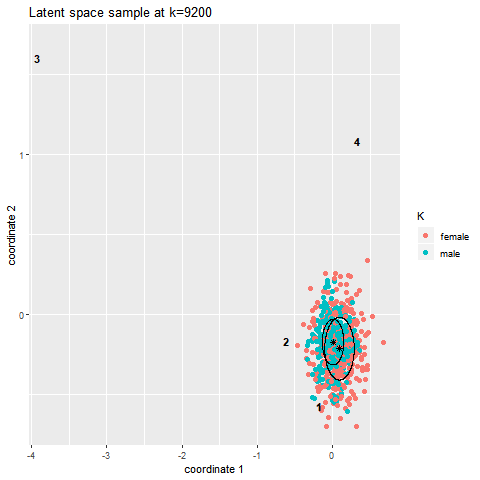 Latent space sample at k=9200
3
4
1
K
coordinate 2
female
male
0
2
1
-4
-3
-2
-1
0
coordinate 1